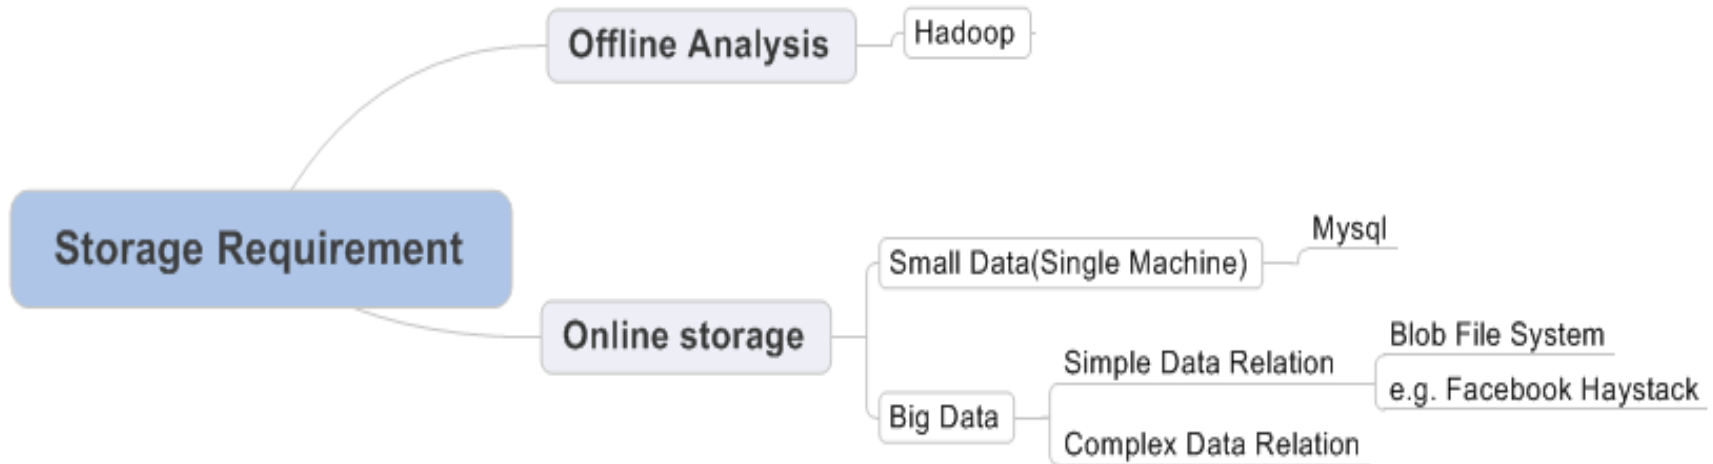 Offline Analysis
Hadoop
Storage Requirement
Mysql
Small Data(Single Machine)
Online storage
Blob File System
Simple Data Relation
e.g. Facebook Haystack
Big Data
Complex Data Relation